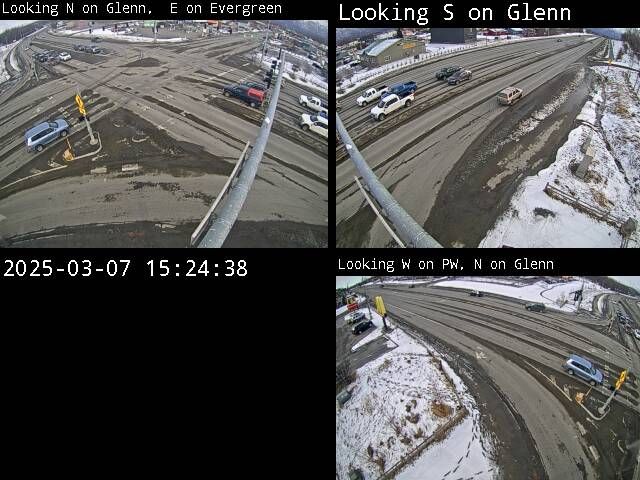 Looking N on Glenn,  E on Evergreen
Looking S on Glenn
2025-03-07 15:24:38
Looking W on PW, N on Glenn